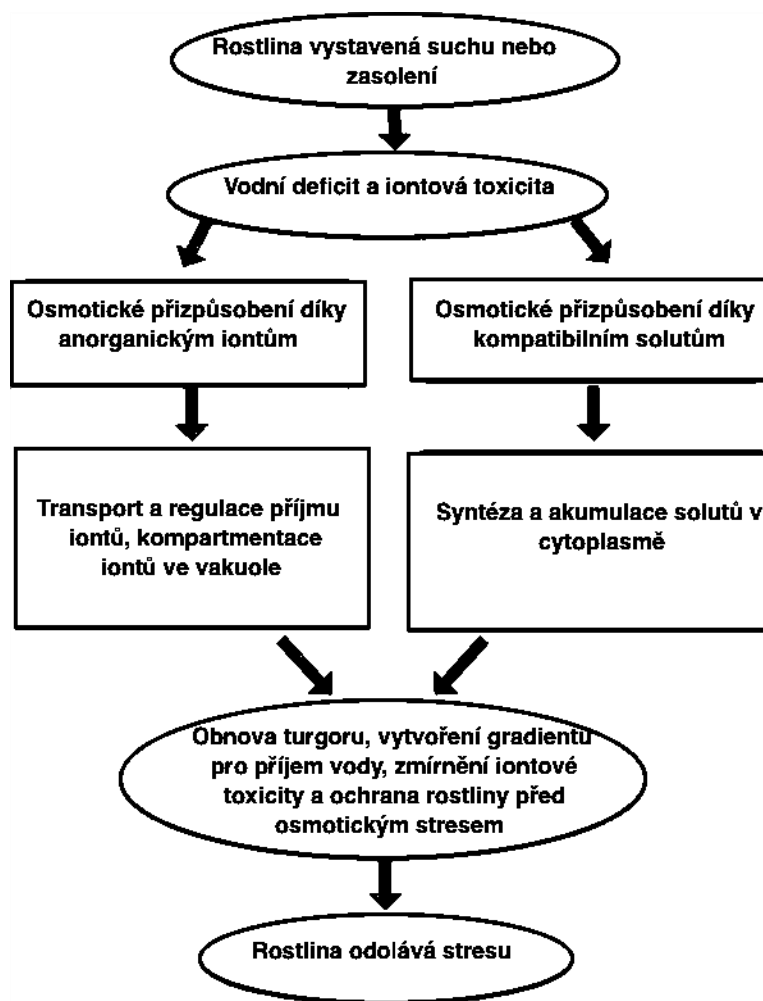 Rostlina vystavená suchu nebo
zasolení
Vodní deficit a iontová toxicita
Osmotické přizpůsobení díky
anorganickým iontům
Osmotické přizpůsobení díky
kompatibilním solutům
Transport a regulace příjmu
iontů, kompartmentace
iontů ve vakuole
Syntéza a akumulace solutů v
cytoplasmě
Obnova turgoru, vytvoření gradientů
pro příjem vody, zmírnění iontové
toxicity a ochrana rostliny před
osmotickým stresem
Rostlina odolává stresu